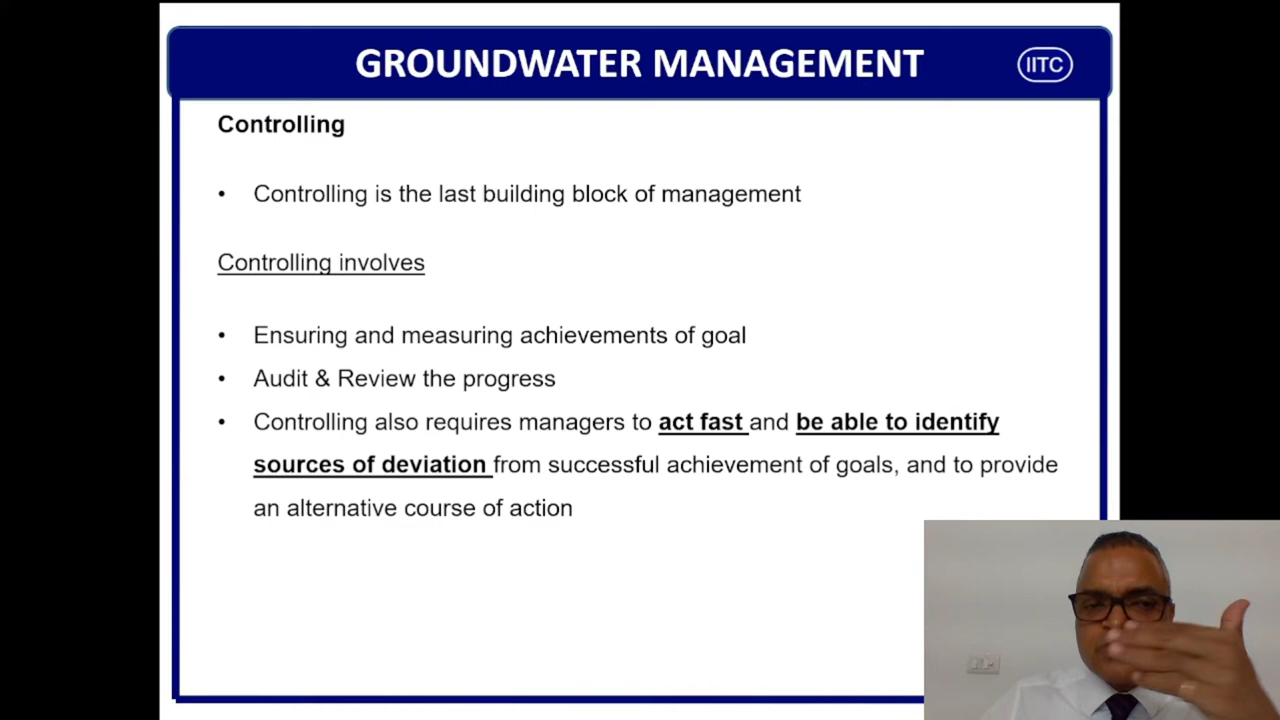 GROUNDWATER MANAGEMENT
IITC
Controlling
• Controlling is the last building block of management
Controlling involves
• Ensuring and measuring achievements of goal
• Audit & Review the progress
• Controlling also requires managers to act fast and be able to identify
sources of deviation from successful achievement of goals, and to provide
an alternative course of action